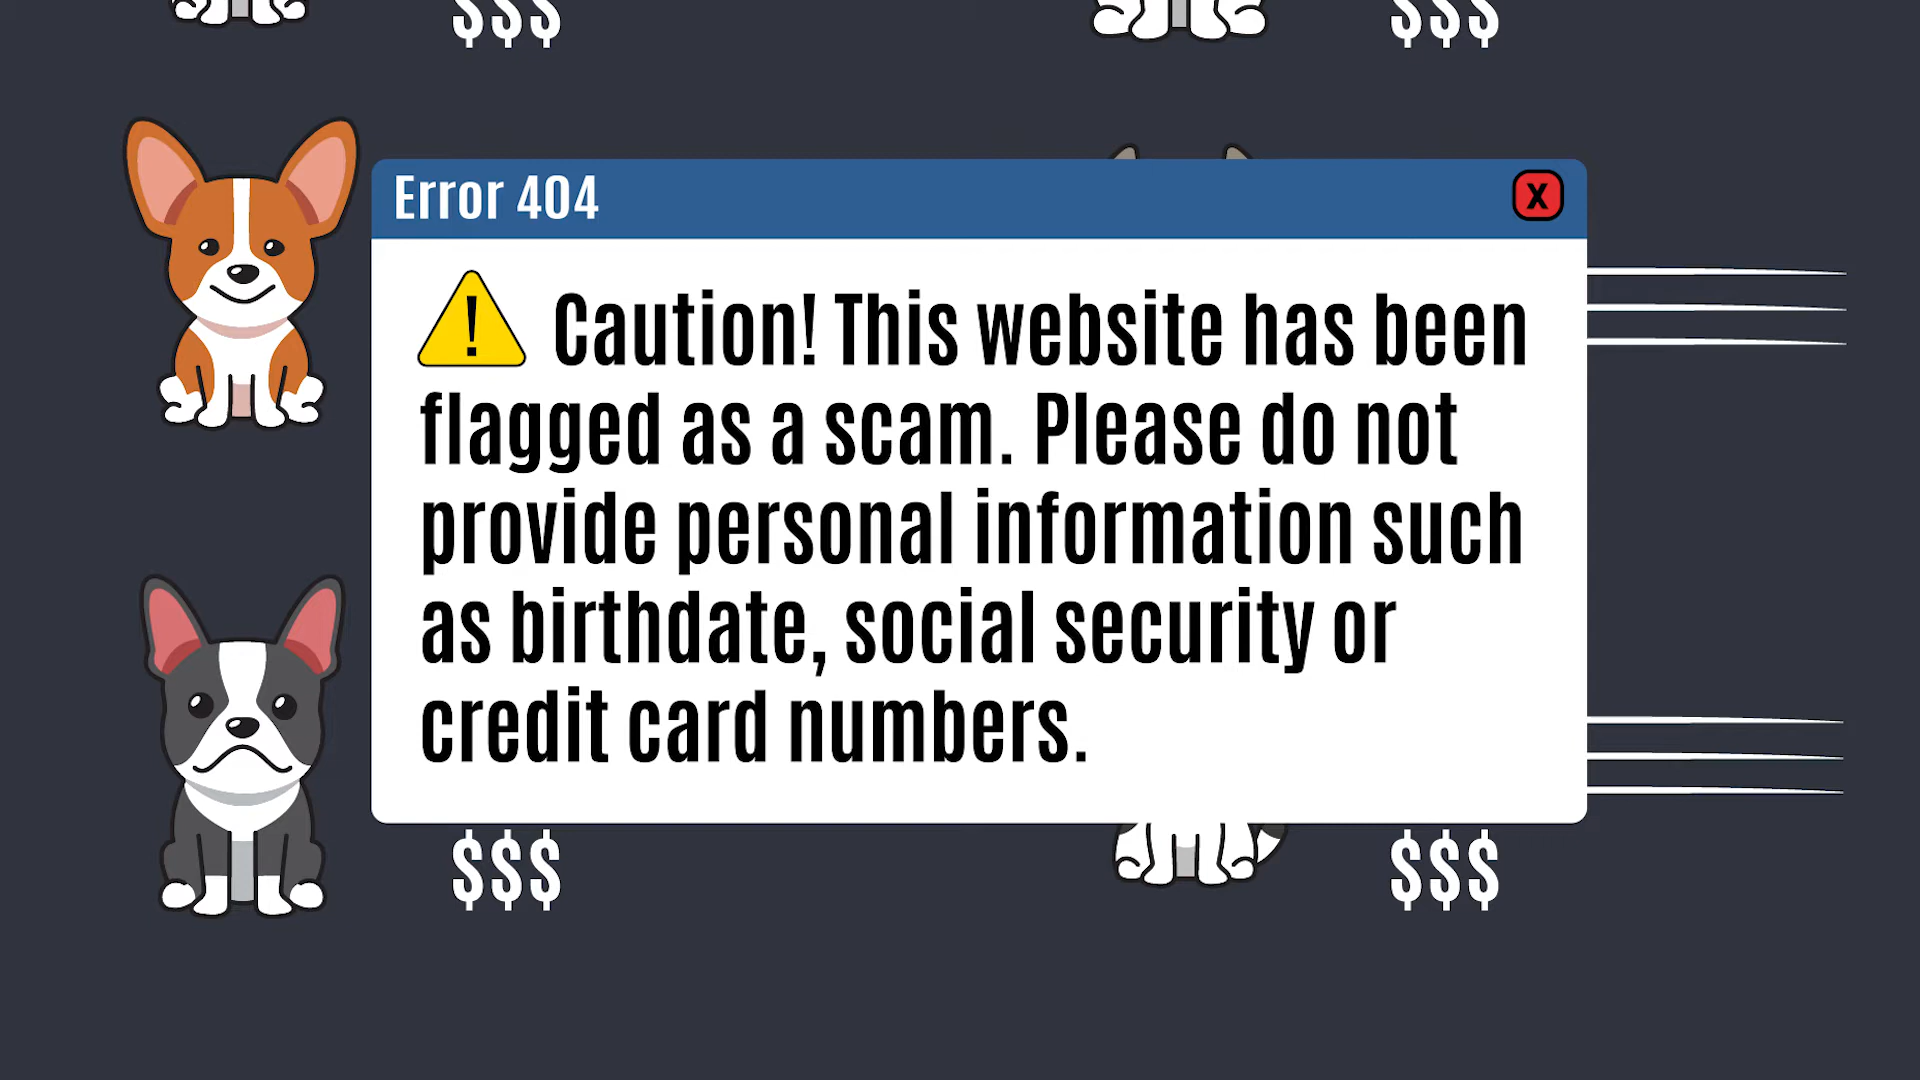 $$$ $$$
Error 404 X
! Caution! This website has been
flagged as a scam. Please do not
provide personal information such
as birthdate, social security or
credit card numbers.
$$$ $$$